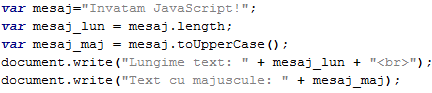 var mesaj="Invatam JavaScript!";
var mesaj_lun = mesaj.length;
var mesaj_maj = mesaj.toUpperCase();
document.write("Lungime text: " + mesaj_lun + "<br>");
document.write("Text cu majuscule: " + mesaj_maj);